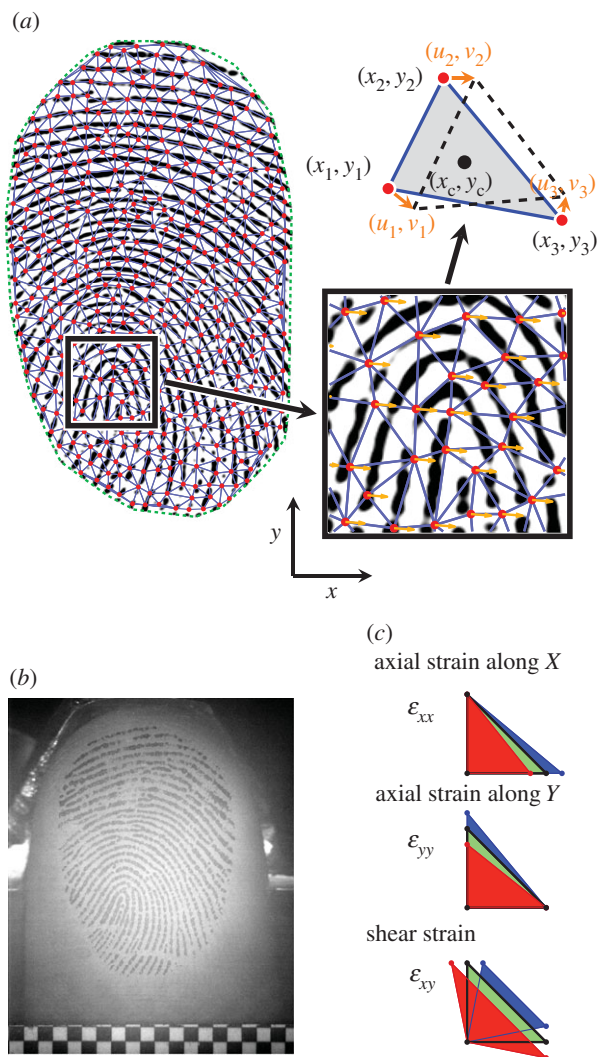 (a)
(u2, v2)
(x2, y2)
(x1, y1)
(xc, yc)
(u3, v3)
(u1, v1)
(x3, y3)
y
x
(b)
(c)
axial strain along X
εxx
axial strain along Y
εyy
shear strain
εxy